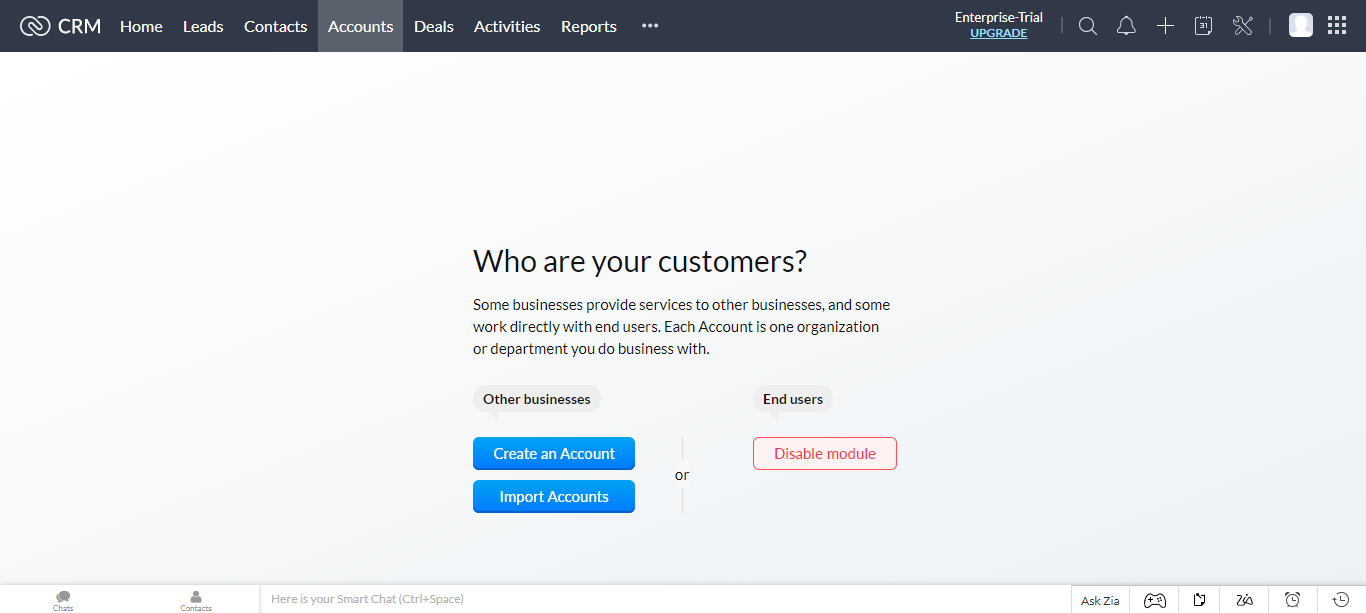 CRM Home Leads Contacts Accounts Deals Activities Reports •••
Enterprise-Trial
UPGRADE
31
Who are your customers?
Some businesses provide services to other businesses, and some
work directly with end users. Each Account is one organization
or department you do business with.
Other businesses
End users
Create an Account
or
Disable module
Import Accounts
Chats
Contacts
Here is your Smart Chat (Ctrl+Space)
Ask Zia